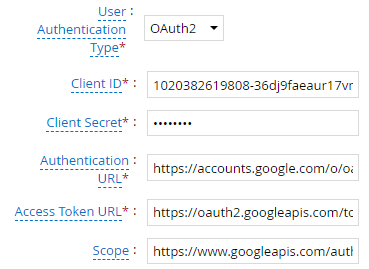 User
Authentication
Type* :
OAuth2
Client ID* :
1020382619808-36dj9faeaur17vr
Client Secret* :
••••••••
Authentication
URL* :
https://accounts.google.com/o/oa
Access Token URL* :
https://oauth2.googleapis.com/tc
Scope :
https://www.googleapis.com/auth